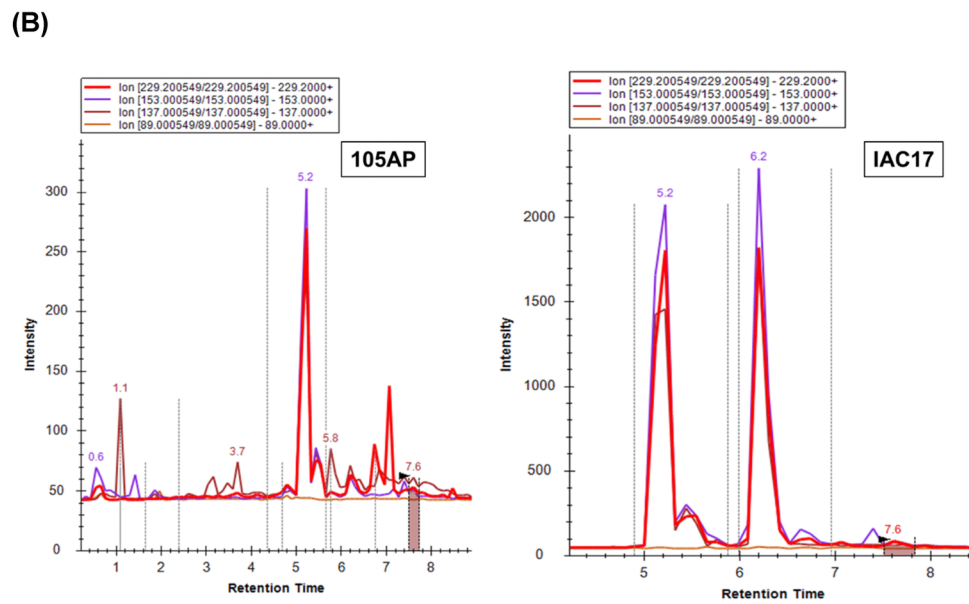 (B)
Ion [229.200549/229.200549] - 229.2000+
Ion [153.000549/153.000549] - 153.0000+
Ion [137.000549/137.000549] - 137.0000+
Ion [89.000549/89.000549] - 89.0000+
105AP
300
250
200
150
100
50
0
Intensity
5.2
1.1
0.6
3.7
5.8
7.6
1 2 3 4 5 6 7 8
Retention Time
Ion [229.200549/229.200549] - 229.2000+
Ion [153.000549/153.000549] - 153.0000+
Ion [137.000549/137.000549] - 137.0000+
Ion [89.000549/89.000549] - 89.0000+
IAC17
2000
1500
1000
500
0
Intensity
6.2
5.2
7.6
5 6 7 8
Retention Time